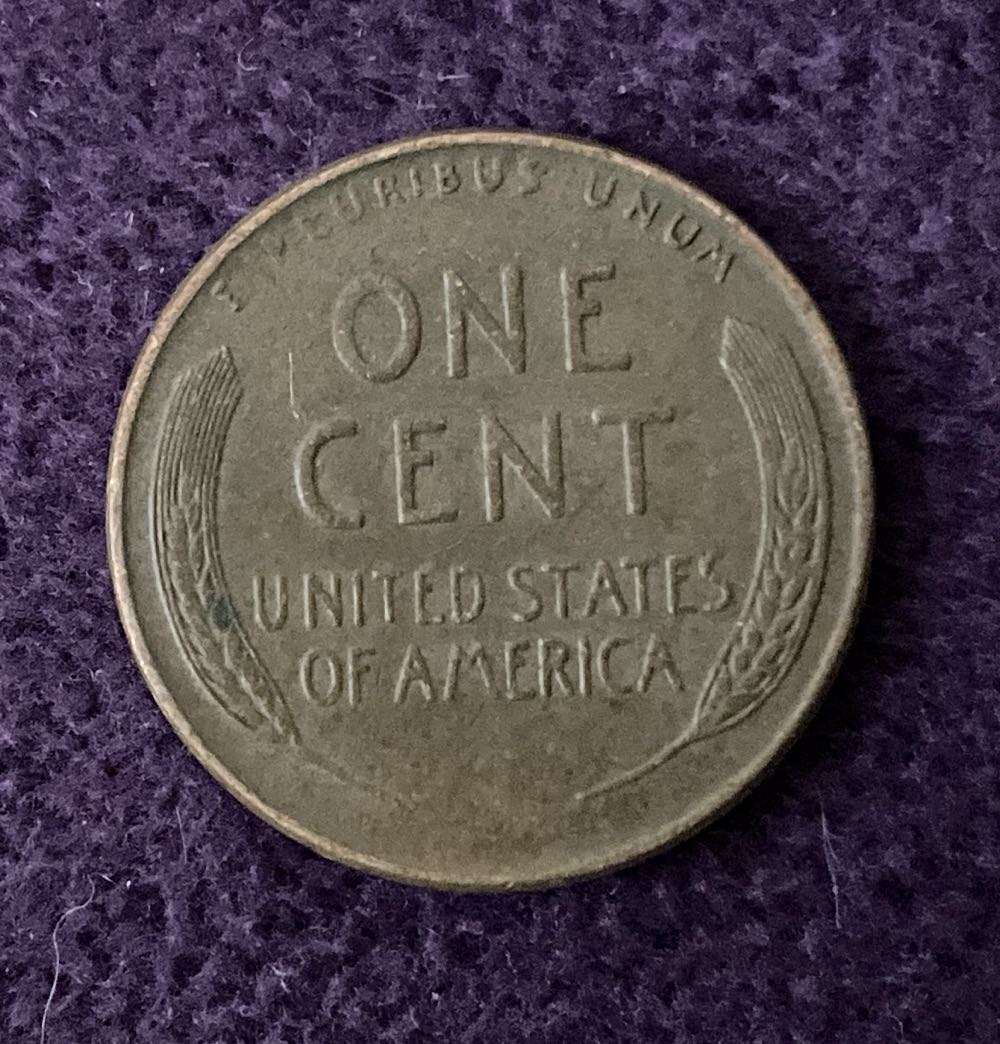 E PLURIBUS UNUM
ONE
CENT
UNITED STATES
OF AMERICA